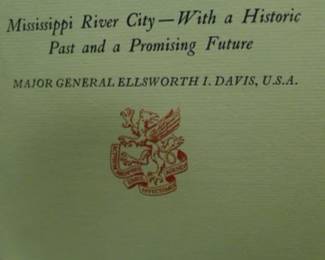 Mississippi River City—With a Historic
Past and a Promising Future
MAJOR GENERAL ELLSWORTH I. DAVIS, U.S.A.